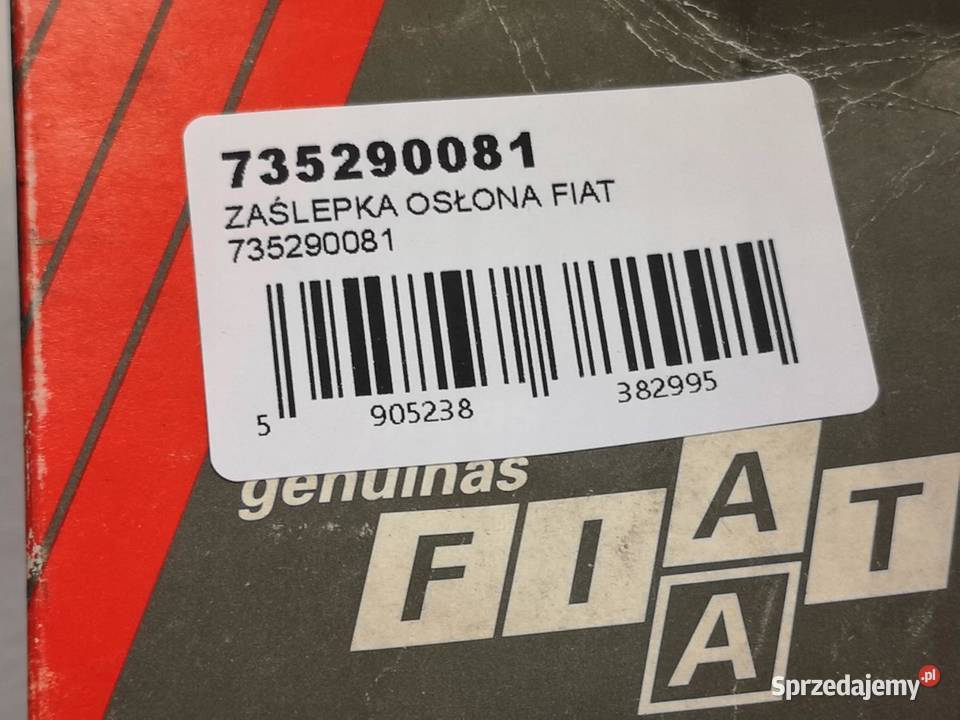 735290081
ZAŚLEPKA OSŁONA FIAT
735290081
5 905238 382995
genuinas
FIAT
A
Sprzedajemy.pl